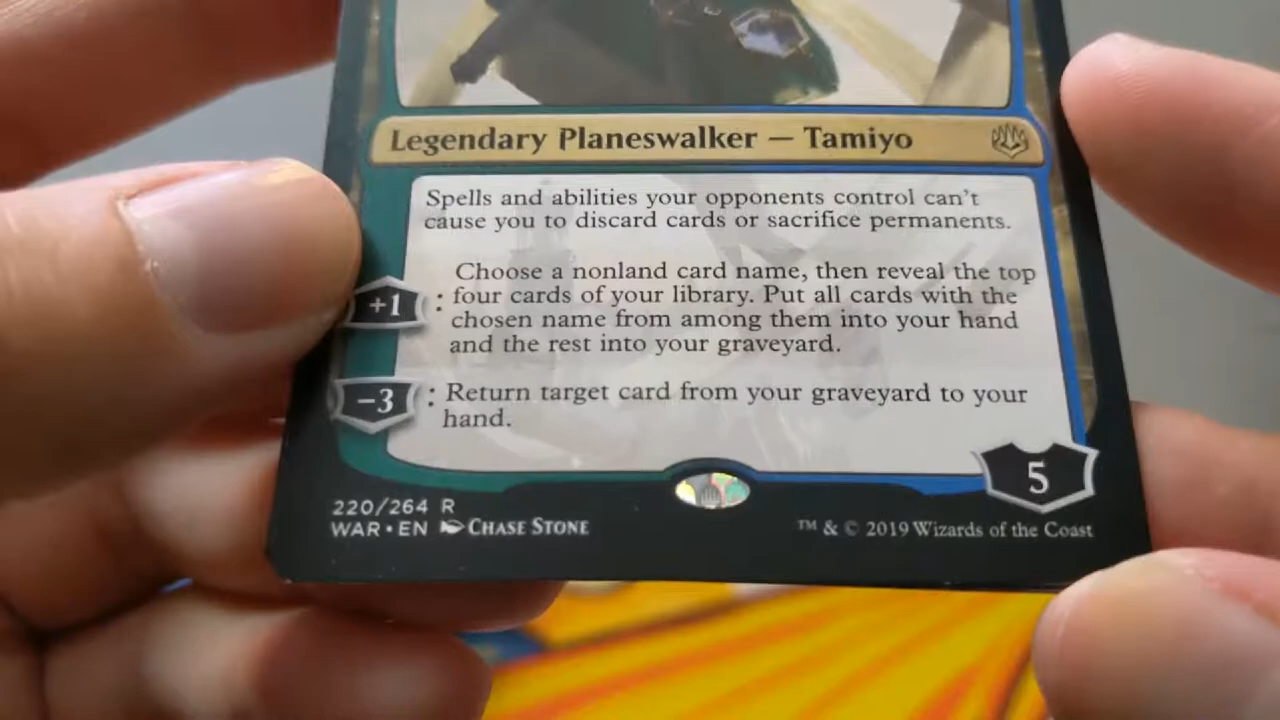 Legendary Planeswalker — Tamiyo
Spells and abilities your opponents control can't
cause you to discard cards or sacrifice permanents.
+1 : Choose a nonland card name, then reveal the top
four cards of your library. Put all cards with the
chosen name from among them into your hand
and the rest into your graveyard.
−3 : Return target card from your graveyard to your
hand.
5
220/264 R
WAR • EN CHASE STONE
™ & © 2019 Wizards of the Coast